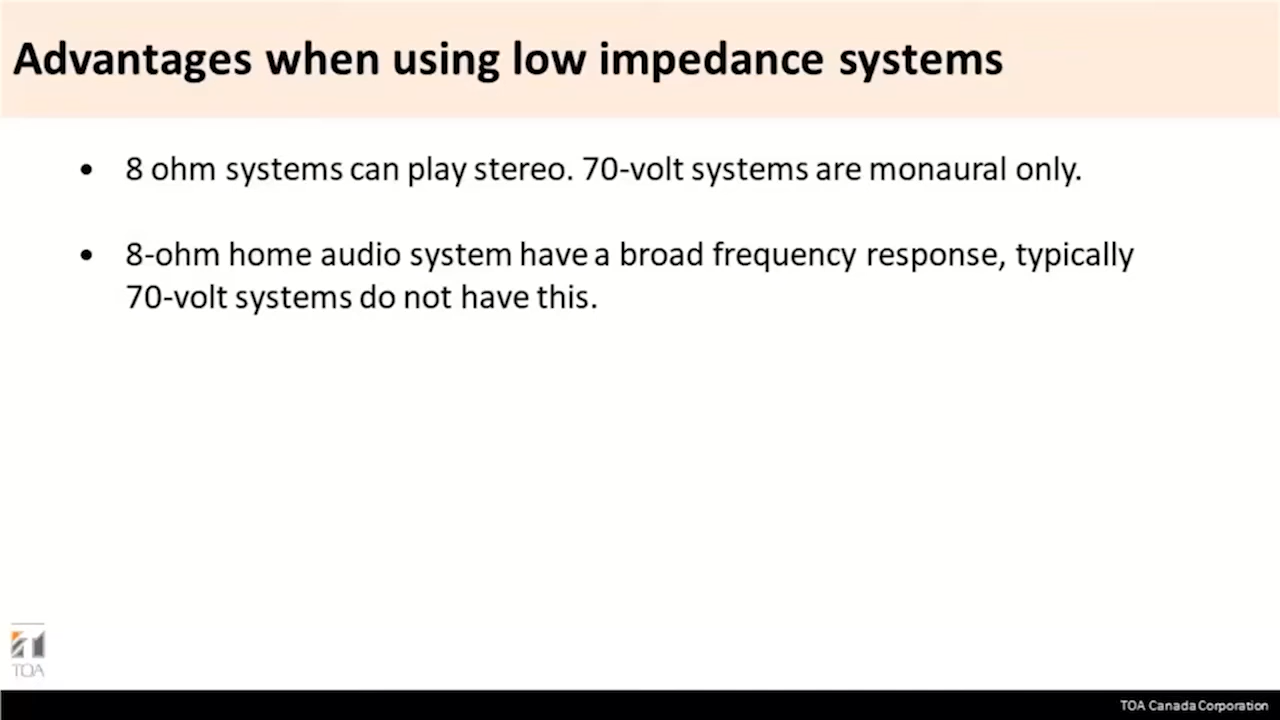 Advantages when using low impedance systems
• 8 ohm systems can play stereo. 70-volt systems are monaural only.
• 8-ohm home audio system have a broad frequency response, typically
70-volt systems do not have this.
TOA
TOA Canada Corporation